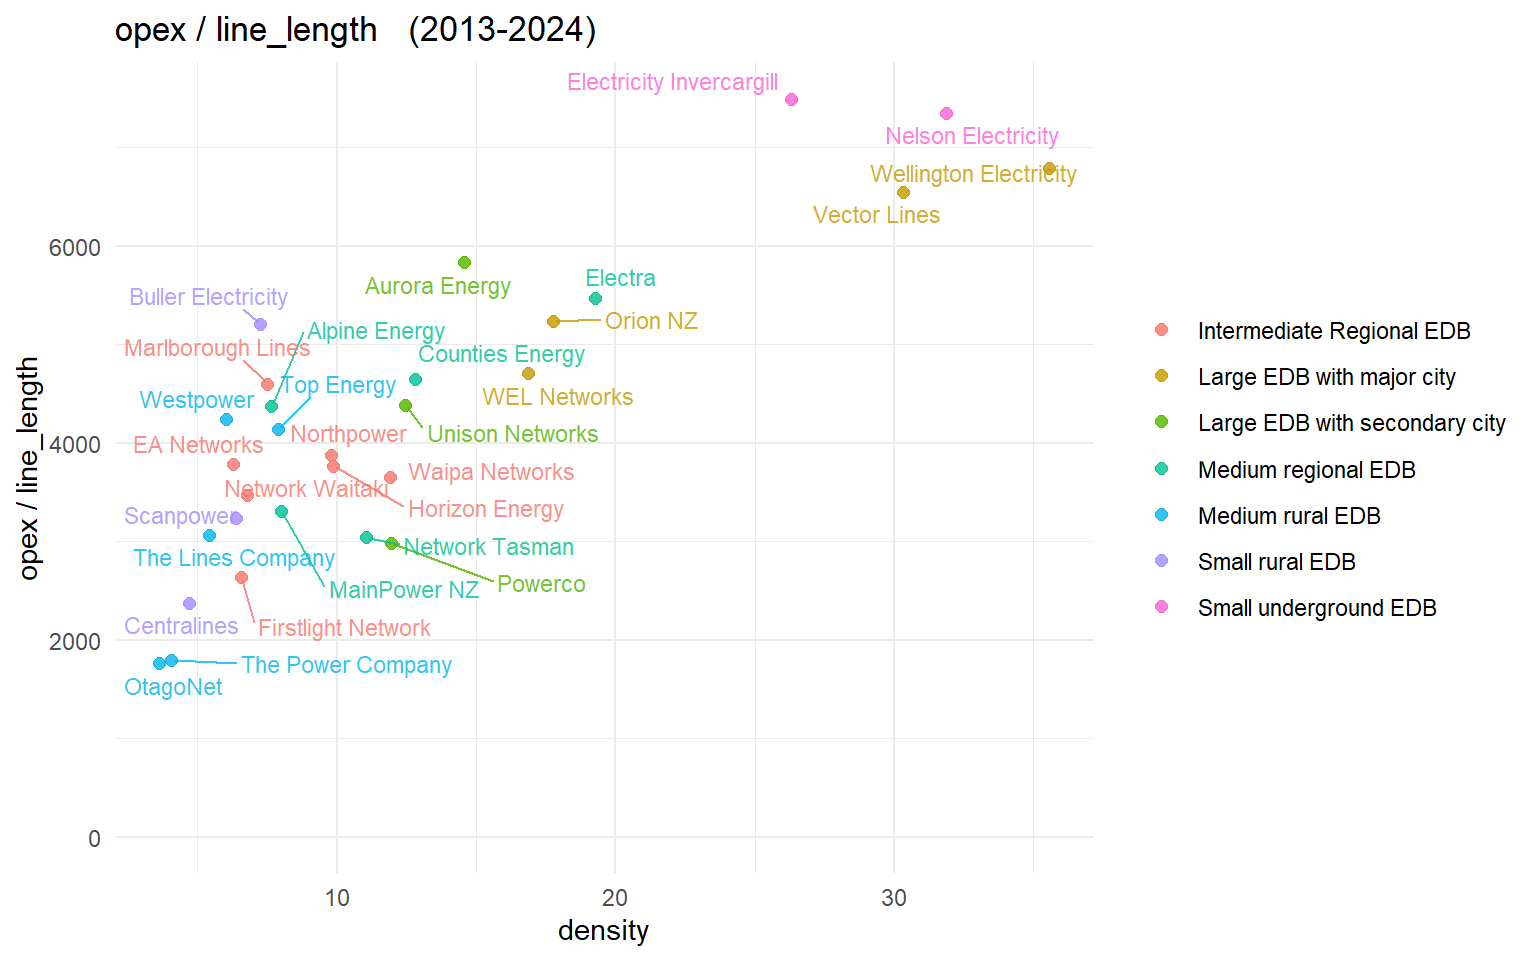 opex / line_length   (2013-2024)
Electricity Invercargill
Nelson Electricity
Wellington Electricity
Vector Lines
6000
Aurora Energy
Electra
Buller Electricity
Orion NZ
Alpine Energy
Marlborough Lines
Counties Energy
Top Energy
Westpower
WEL Networks
4000
EA Networks
Northpower
Unison Networks
Waipa Networks
Network Waitaki
Horizon Energy
Scanpower
The Lines Company
Network Tasman
MainPower NZ
Powerco
2000
Centralines
Firstlight Network
The Power Company
OtagoNet
0
10
20
30
density
opex / line_length
Intermediate Regional EDB
Large EDB with major city
Large EDB with secondary city
Medium regional EDB
Medium rural EDB
Small rural EDB
Small underground EDB